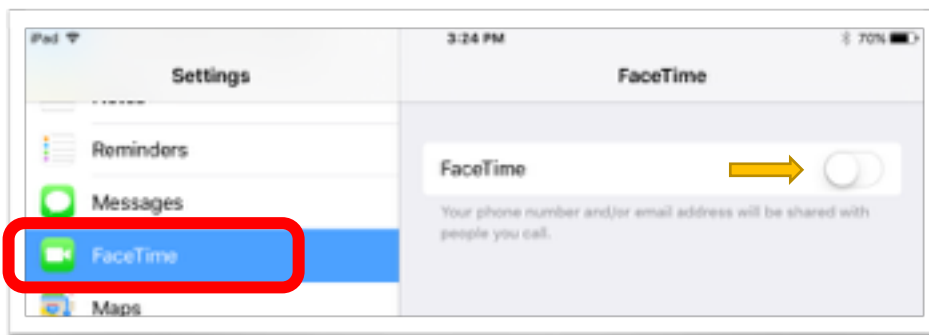 iPad
3:24 PM
70%
Settings
FaceTime
Notes
Reminders
Messages
FaceTime
Maps
FaceTime
Your phone number and/or email address will be shared with
people you call.